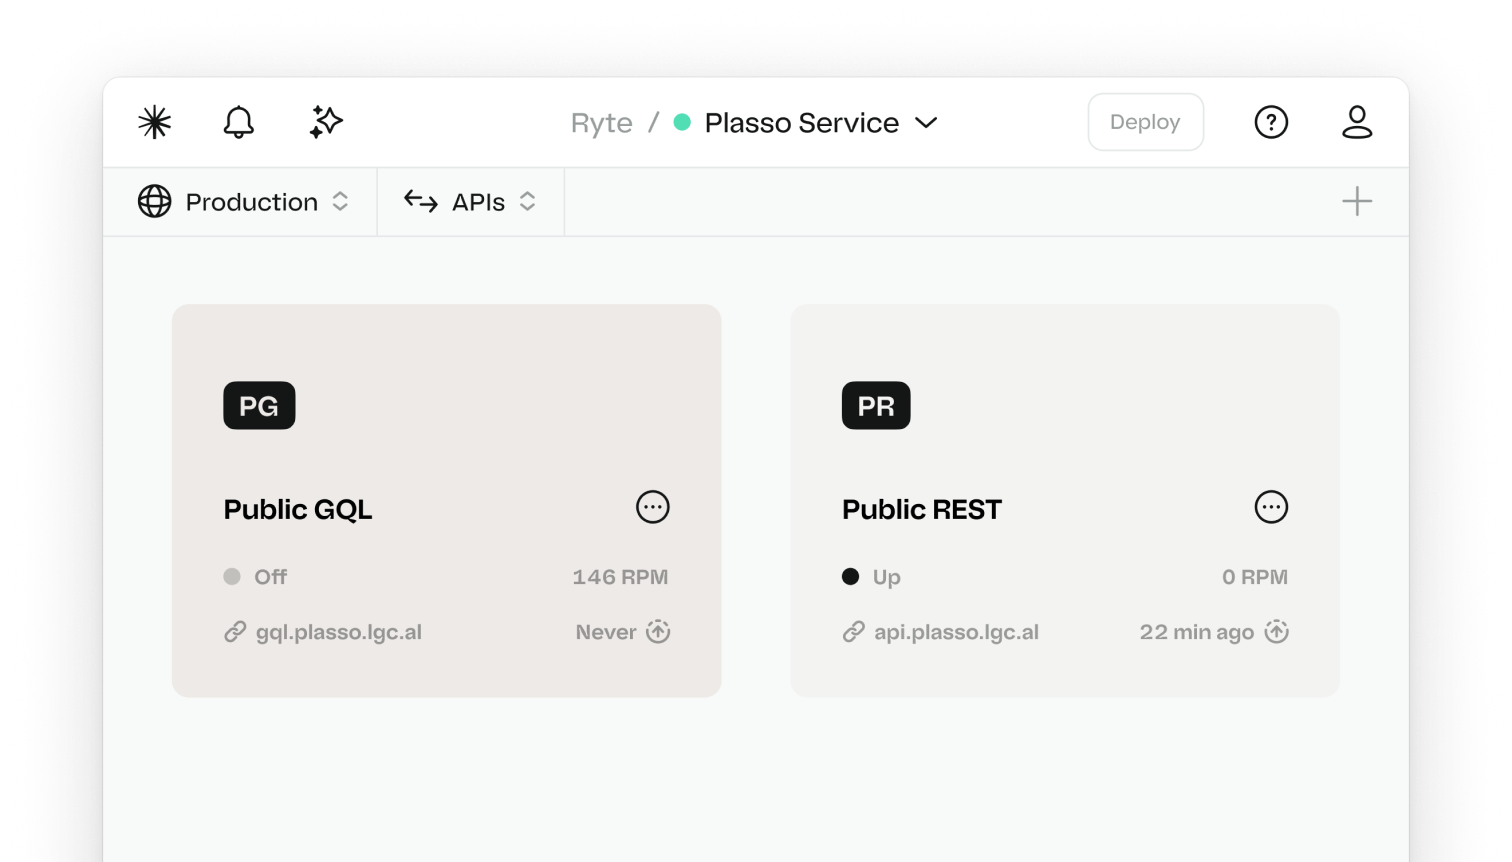 Ryte / Plasso Service
Deploy
Production
APIs
PG
Public GQL
Off
146 RPM
gql.plasso.lgc.al
Never
PR
Public REST
Up
0 RPM
api.plasso.lgc.al
22 min ago